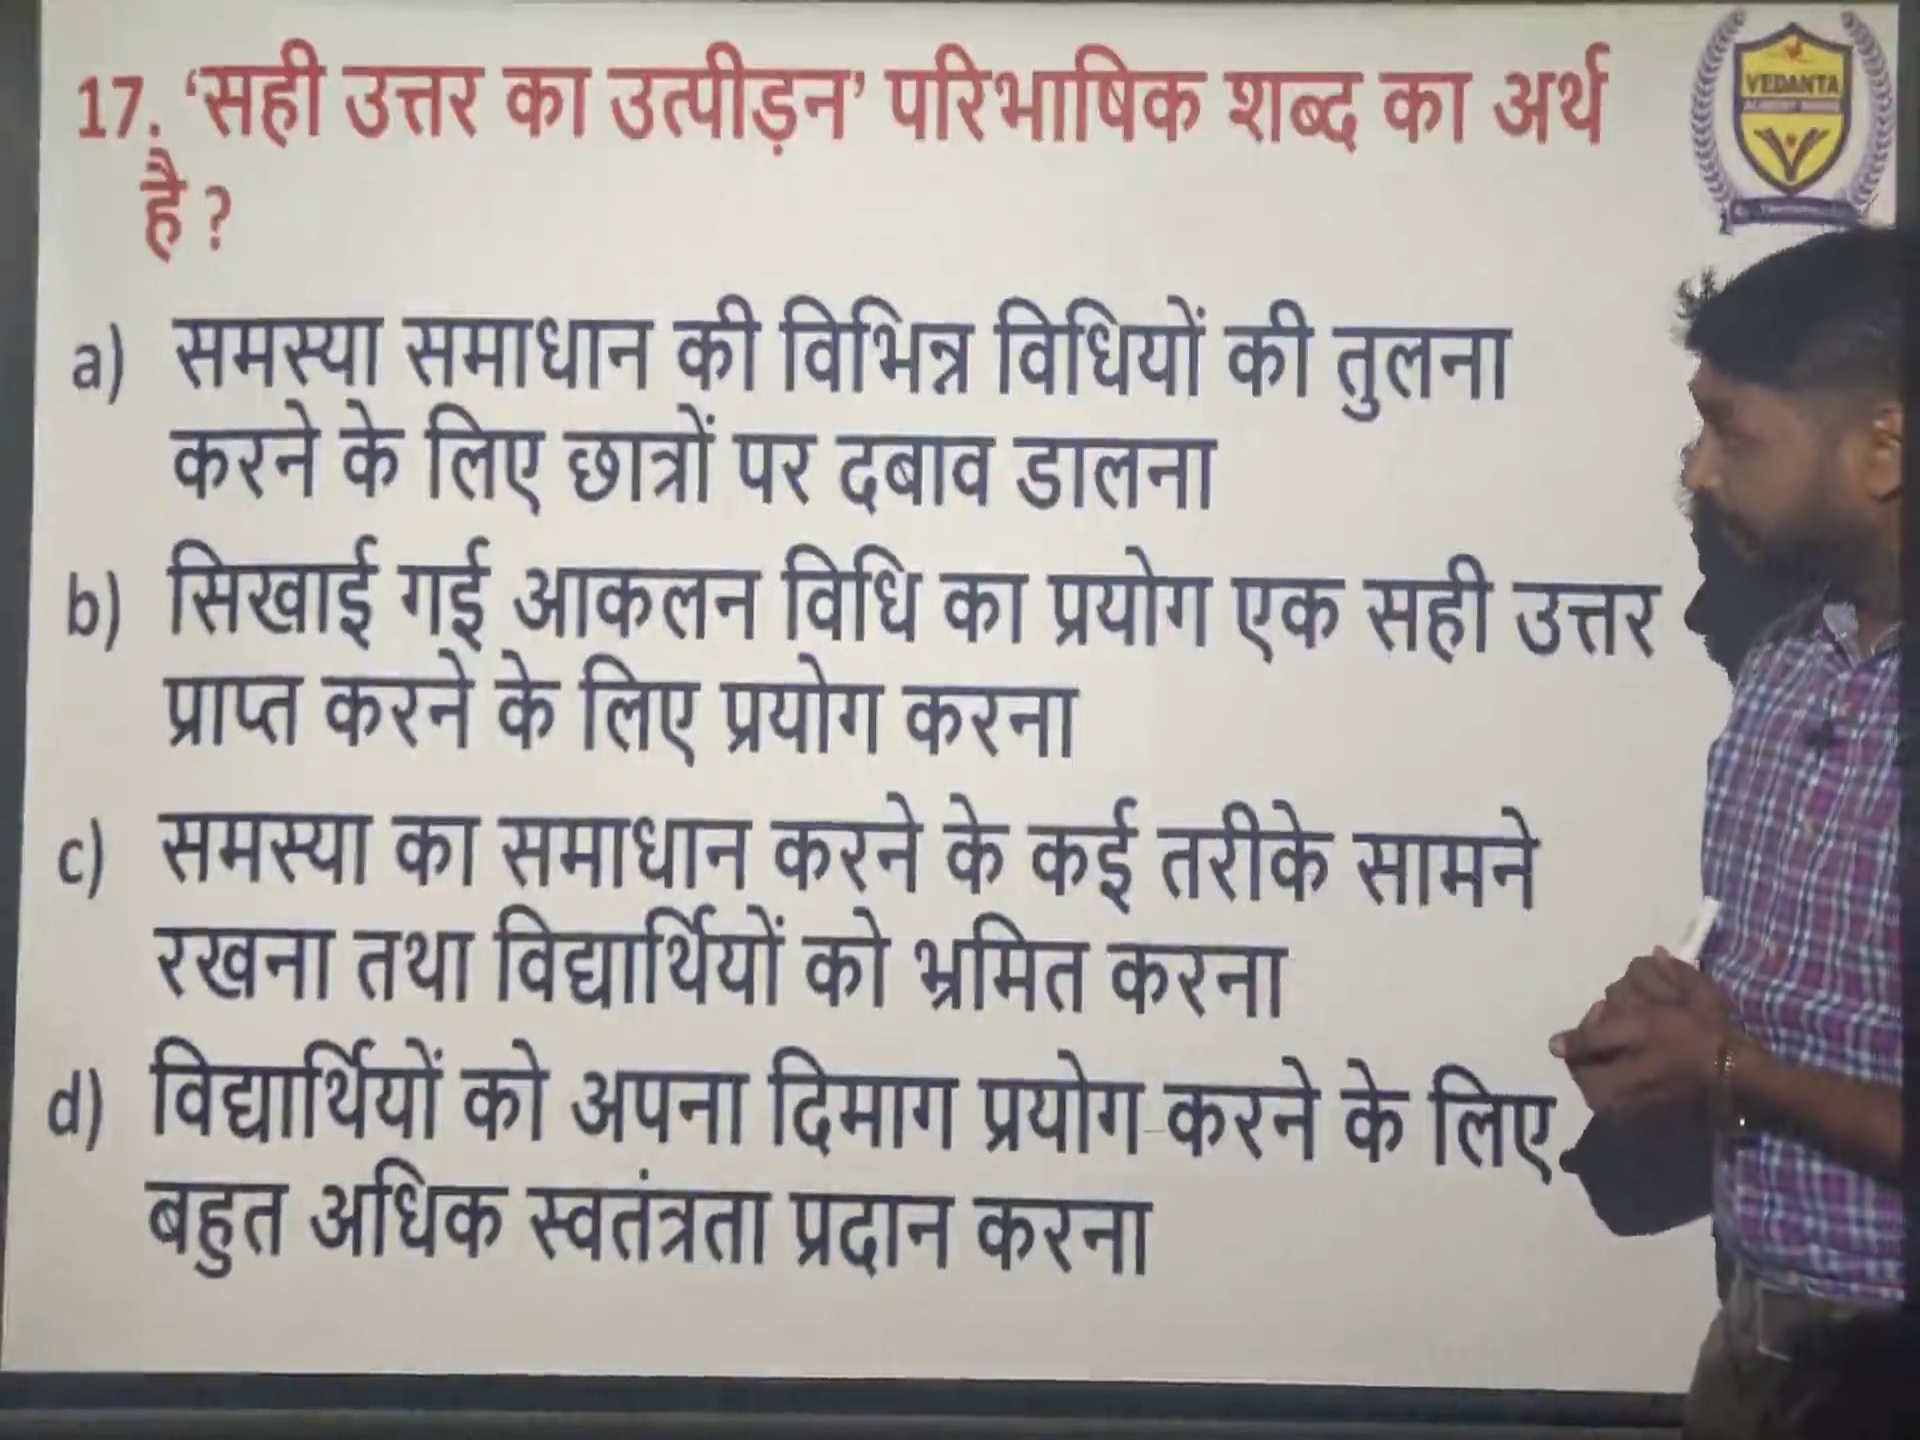 17. ‘सही उत्तर का उत्पीड़न’ परिभाषिक शब्द का अर्थ
है ?
VEDANTA
a) समस्या समाधान की विभिन्न विधियों की तुलना
करने के लिए छात्रों पर दबाव डालना
b) सिखाई गई आकलन विधि का प्रयोग एक सही उत्तर
प्राप्त करने के लिए प्रयोग करना
c) समस्या का समाधान करने के कई तरीके सामने
रखना तथा विद्यार्थियों को भ्रमित करना
d) विद्यार्थियों को अपना दिमाग प्रयोग करने के लिए
बहुत अधिक स्वतंत्रता प्रदान करना